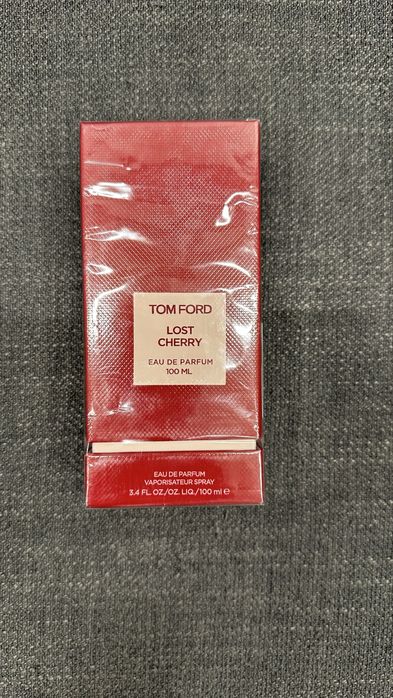 TOM FORD
LOST
CHERRY
EAU DE PARFUM
100 ML
EAU DE PARFUM
VAPORISATEUR SPRAY
3.4 FL. OZ./OZ. LIQ./100 ml ℮